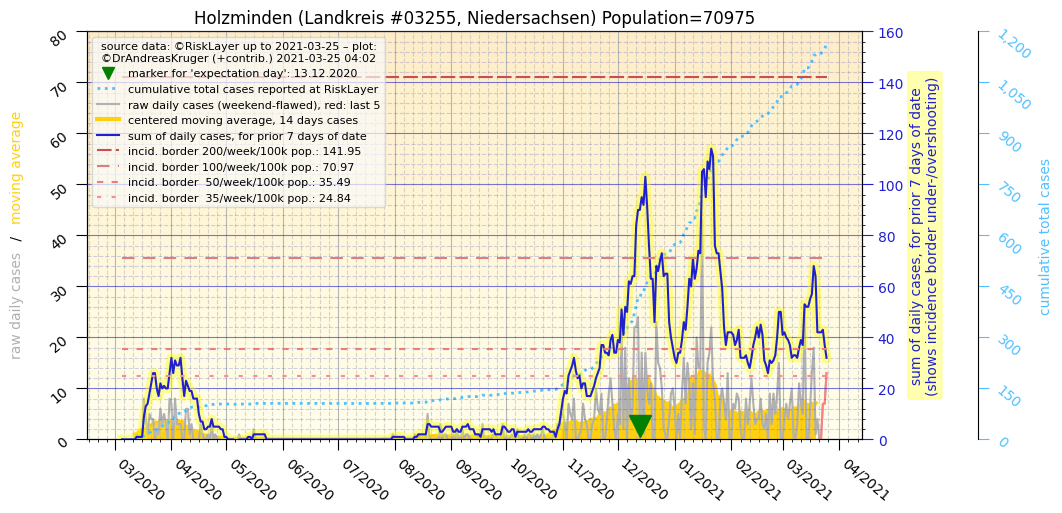 Holzminden (Landkreis #03255, Niedersachsen) Population=70975
source data: ©RiskLayer up to 2021-03-25 – plot:
©DrAndreasKruger (+contrib.) 2021-03-25 04:02
marker for 'expectation day': 13.12.2020
cumulative total cases reported at RiskLayer
raw daily cases (weekend-flawed), red: last 5
centered moving average, 14 days cases
sum of daily cases, for prior 7 days of date
incid. border 200/week/100k pop.: 141.95
incid. border 100/week/100k pop.: 70.97
incid. border  50/week/100k pop.: 35.49
incid. border  35/week/100k pop.: 24.84
raw daily cases / moving average
80
70
60
50
40
30
20
10
0
03/2020
04/2020
05/2020
06/2020
07/2020
08/2020
09/2020
10/2020
11/2020
12/2020
01/2021
02/2021
03/2021
04/2021
160
140
120
100
80
60
40
20
0
sum of daily cases, for prior 7 days of date
(shows incidence border under-/overshooting)
1,200
1,050
900
750
600
450
300
150
0
cumulative total cases